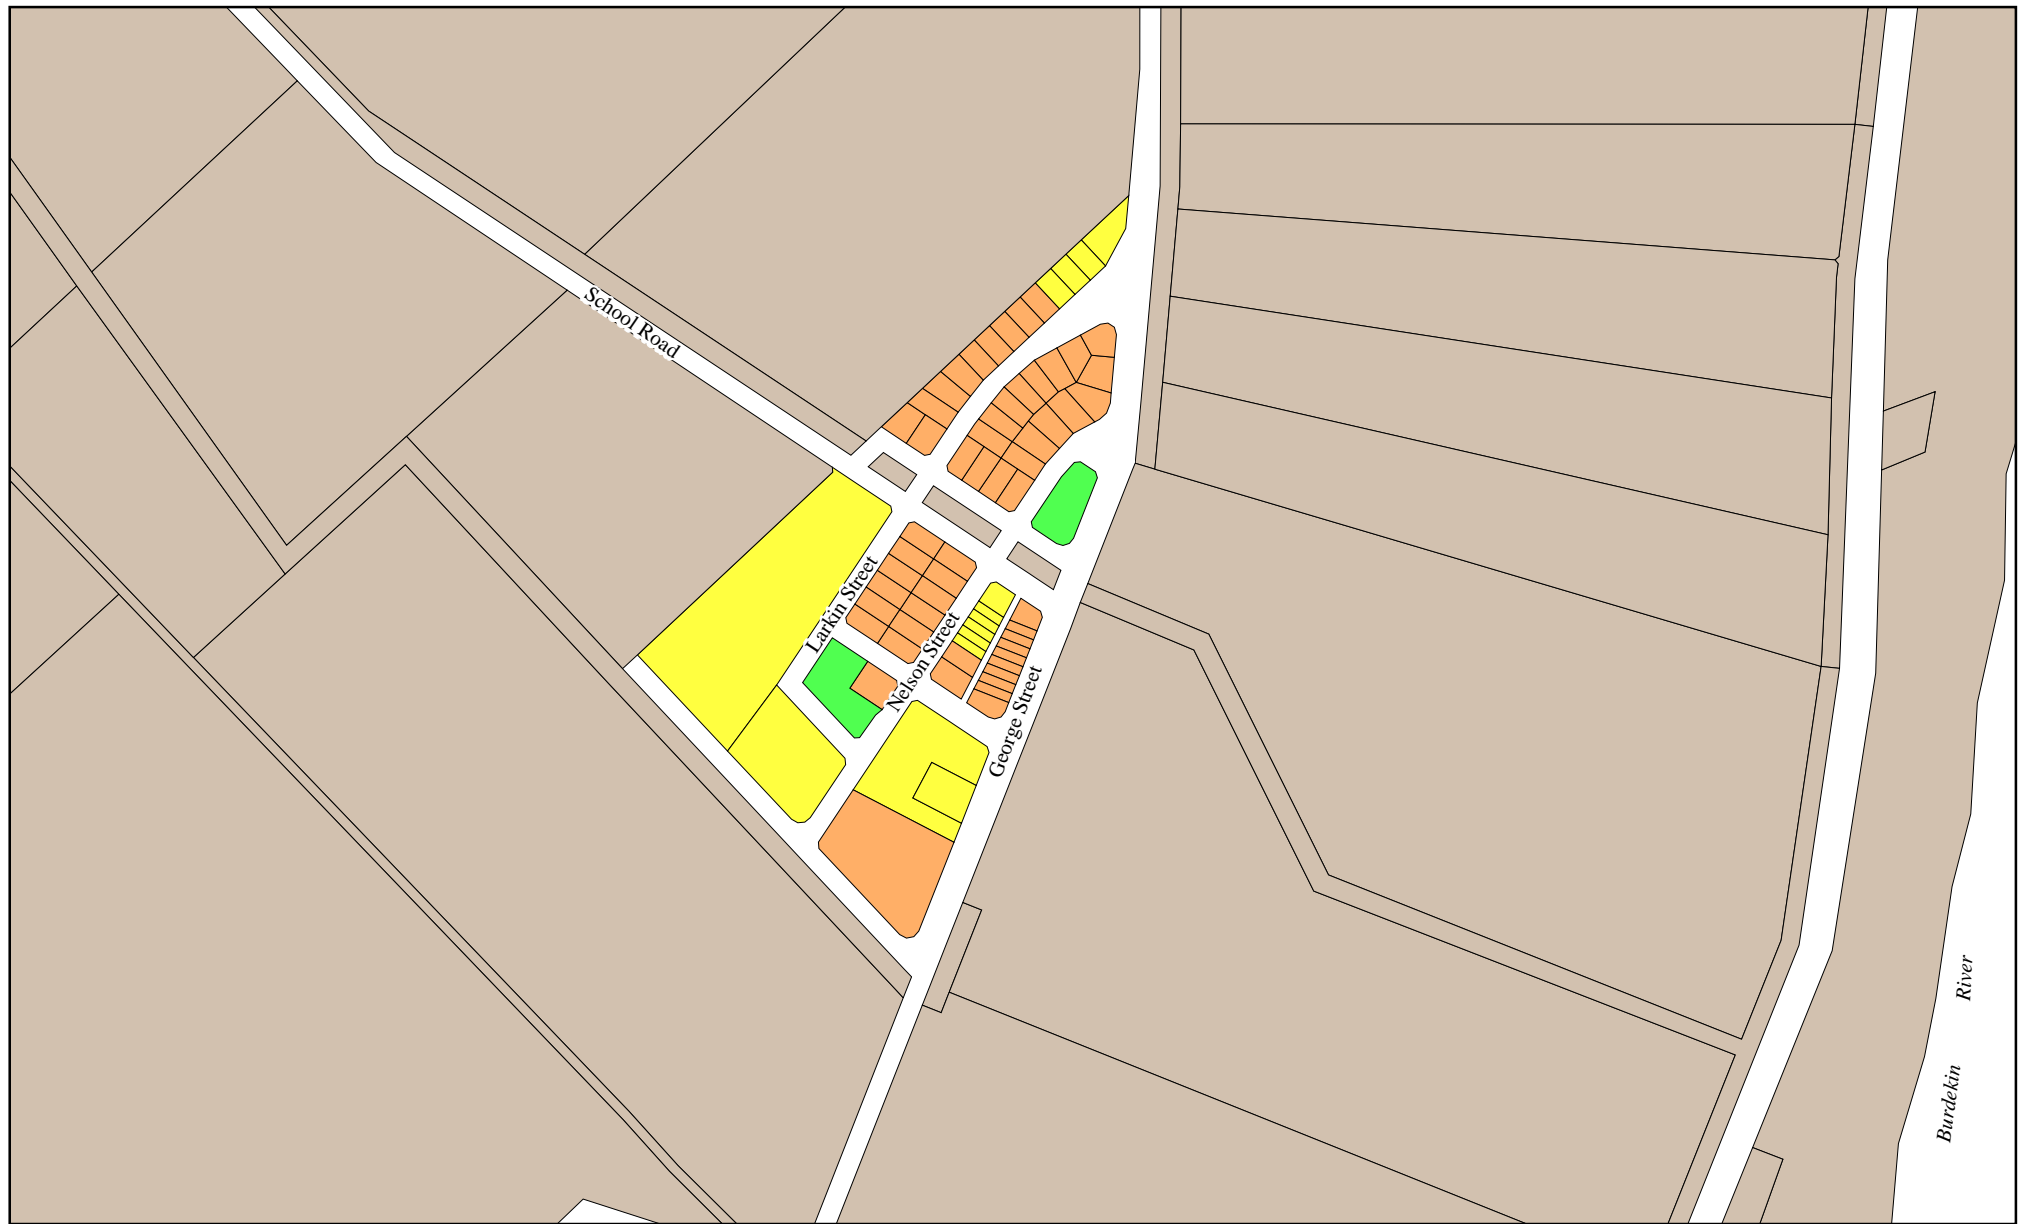 School Road
Larkin Street
Nelson Street
George Street
Burdekin River